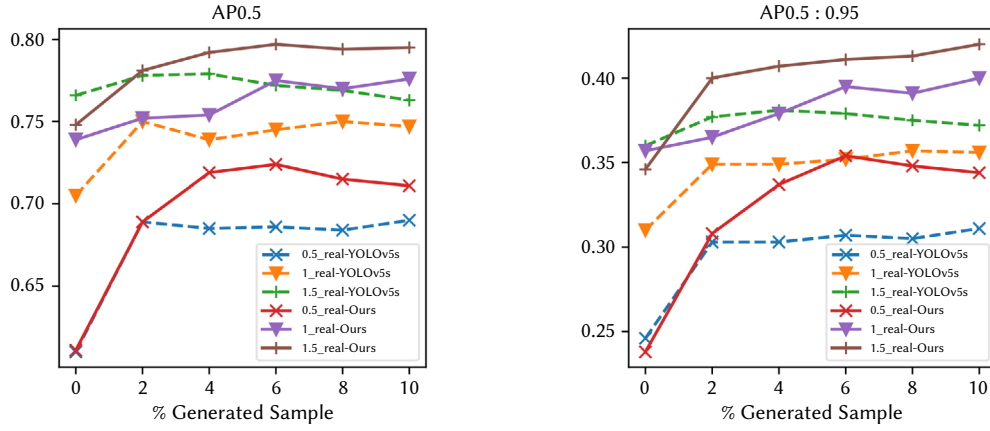 AP0.5
0.80
0.75
0.70
0.65
0 2 4 6 8 10
% Generated Sample
0.5_real-YOLOv5s
1_real-YOLOv5s
1.5_real-YOLOv5s
0.5_real-Ours
1_real-Ours
1.5_real-Ours
AP0.5 : 0.95
0.40
0.35
0.30
0.25
0 2 4 6 8 10
% Generated Sample
0.5_real-YOLOv5s
1_real-YOLOv5s
1.5_real-YOLOv5s
0.5_real-Ours
1_real-Ours
1.5_real-Ours